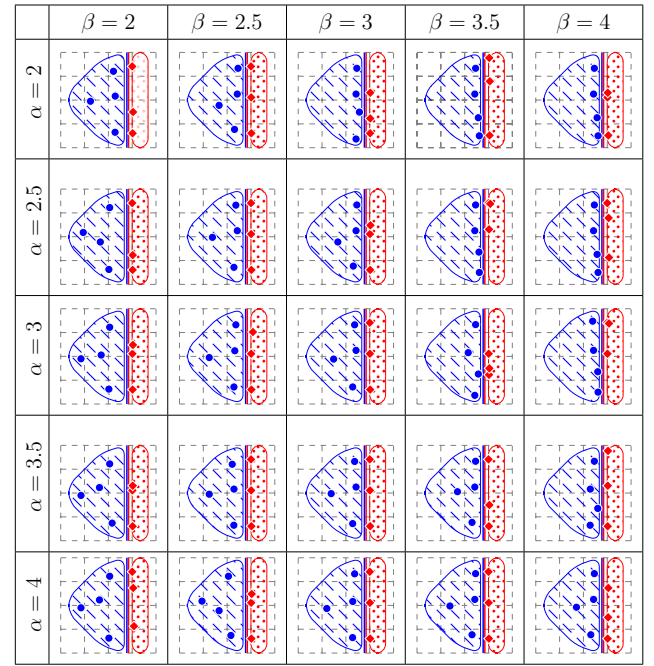 β = 2 β = 2.5 β = 3 β = 3.5 β = 4
α = 2
α = 2.5
α = 3
α = 3.5
α = 4